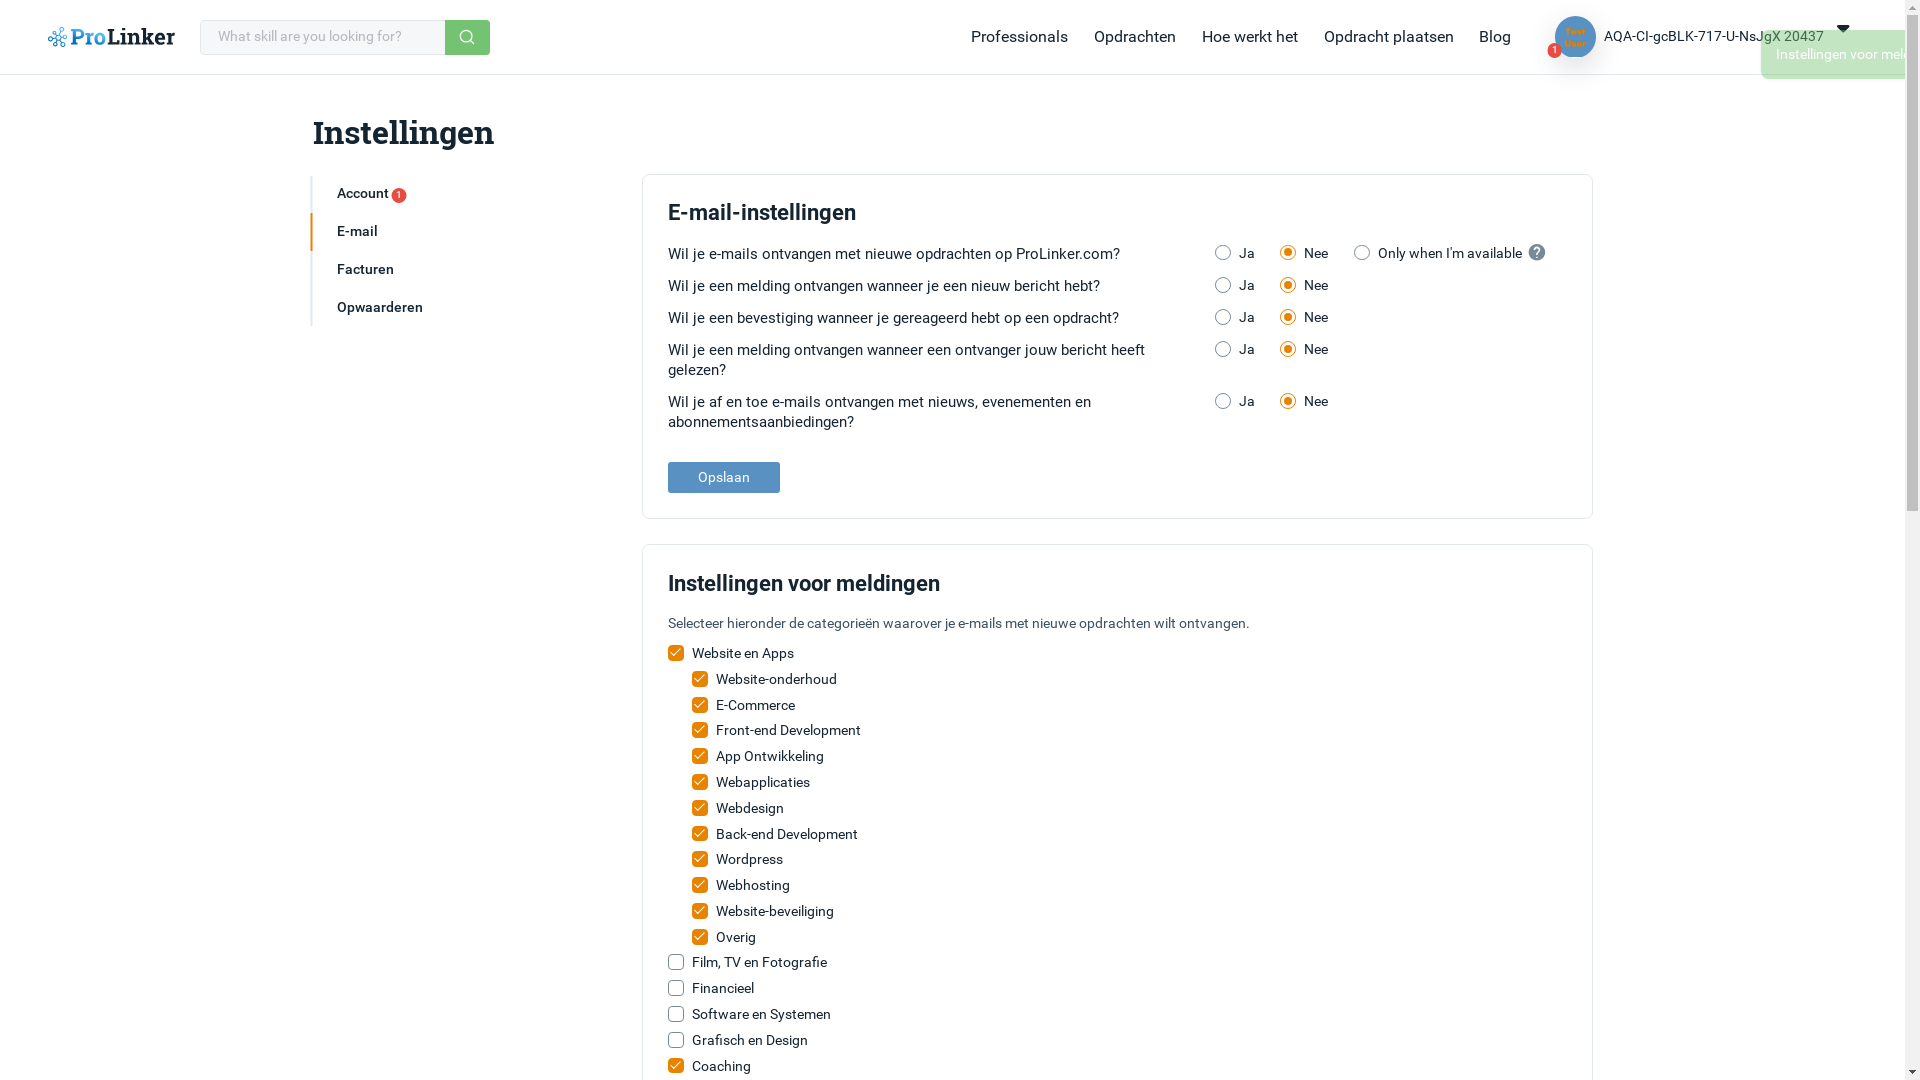 ProLinker
What skill are you looking for?
Professionals
Opdrachten
Hoe werkt het
Opdracht plaatsen
Blog
1
AQA-CI-gcBLK-717-U-NsJgX 20437
Instellingen voor
Instellingen
Account 1
E-mail
Facturen
Opwaarderen
E-mail-instellingen
Wil je e-mails ontvangen met nieuwe opdrachten op ProLinker.com?
Ja Nee Only when I'm available ?
Wil je een melding ontvangen wanneer je een nieuw bericht hebt?
Ja Nee
Wil je een bevestiging wanneer je gereageerd hebt op een opdracht?
Ja Nee
Wil je een melding ontvangen wanneer een ontvanger jouw bericht heeft
gelezen?
Ja Nee
Wil je af en toe e-mails ontvangen met nieuws, evenementen en
abonnementsaanbiedingen?
Ja Nee
Opslaan
Instellingen voor meldingen
Selecteer hieronder de categorieën waarover je e-mails met nieuwe opdrachten wilt ontvangen.
Website en Apps
Website-onderhoud
E-Commerce
Front-end Development
App Ontwikkeling
Webapplicaties
Webdesign
Back-end Development
Wordpress
Webhosting
Website-beveiliging
Overig
Film, TV en Fotografie
Financieel
Software en Systemen
Grafisch en Design
Coaching